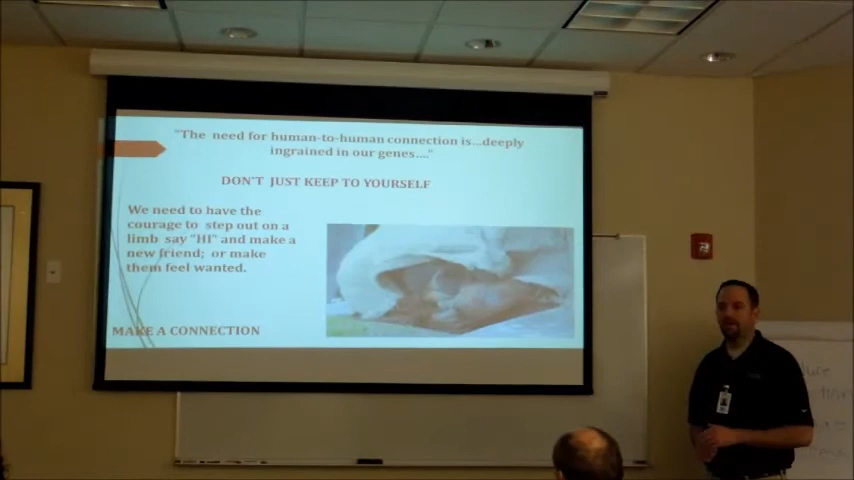 "The need for human-to-human connection is...deeply
ingrained in our genes...."
DON'T JUST KEEP TO YOURSELF
We need to have the
courage to step out on a
limb say "HI" and make a
new friend; or make
them feel wanted.
MAKE A CONNECTION